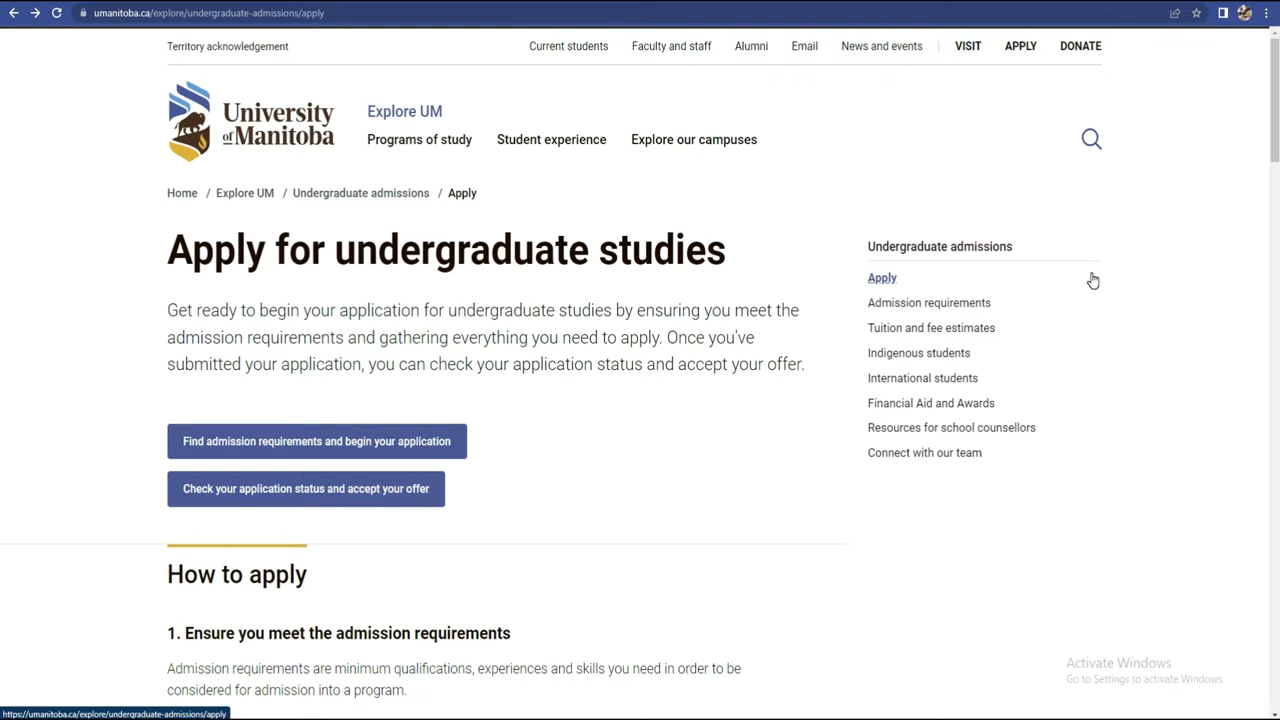 umanitoba.ca/explore/undergraduate-admissions/apply
Territory acknowledgement
Current students
Faculty and staff
Alumni
Email
News and events
VISIT
APPLY
DONATE
University
of Manitoba
Explore UM
Programs of study
Student experience
Explore our campuses
Home / Explore UM / Undergraduate admissions / Apply
Apply for undergraduate studies
Get ready to begin your application for undergraduate studies by ensuring you meet the
admission requirements and gathering everything you need to apply. Once you've
submitted your application, you can check your application status and accept your offer.
Find admission requirements and begin your application
Check your application status and accept your offer
Undergraduate admissions
Apply
Admission requirements
Tuition and fee estimates
Indigenous students
International students
Financial Aid and Awards
Resources for school counsellors
Connect with our team
How to apply
1. Ensure you meet the admission requirements
Admission requirements are minimum qualifications, experiences and skills you need in order to be
considered for admission into a program.
Activate Windows
Go to Settings to activate Windows.
https://umanitoba.ca/explore/undergraduate-admissions/apply